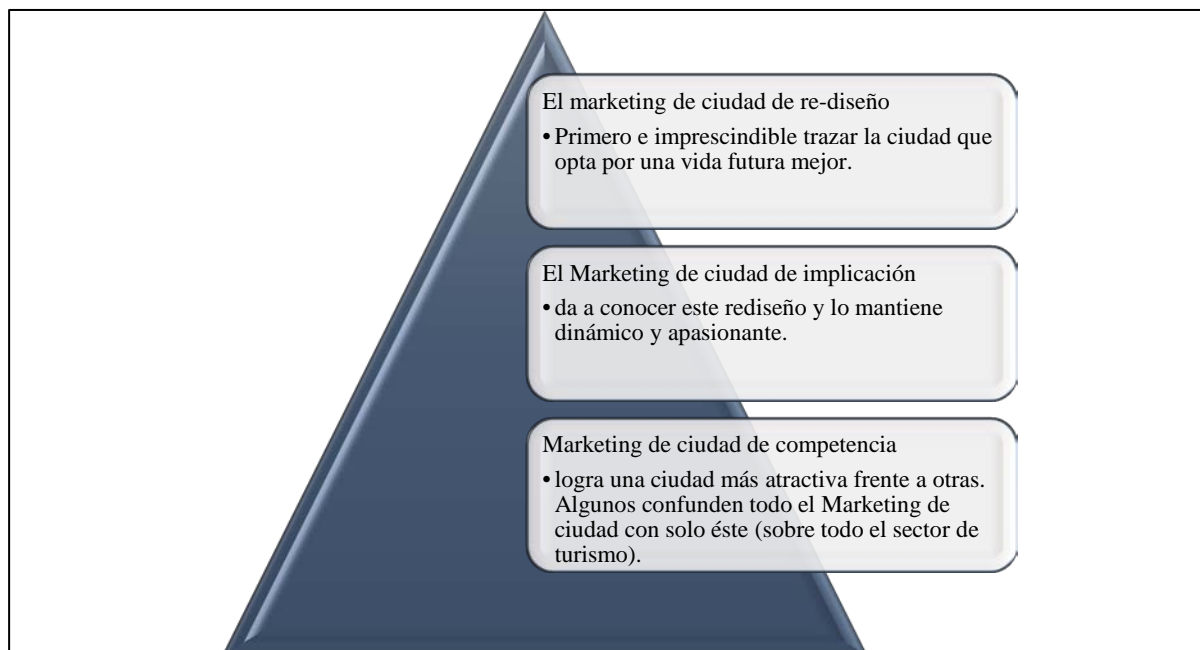 El marketing de ciudad de re-diseño
• Primero e imprescindible trazar la ciudad que
opta por una vida futura mejor.
El Marketing de ciudad de implicación
• da a conocer este rediseño y lo mantiene
dinámico y apasionante.
Marketing de ciudad de competencia
• logra una ciudad más atractiva frente a otras.
Algunos confunden todo el Marketing de
ciudad con solo éste (sobre todo el sector de
turismo).